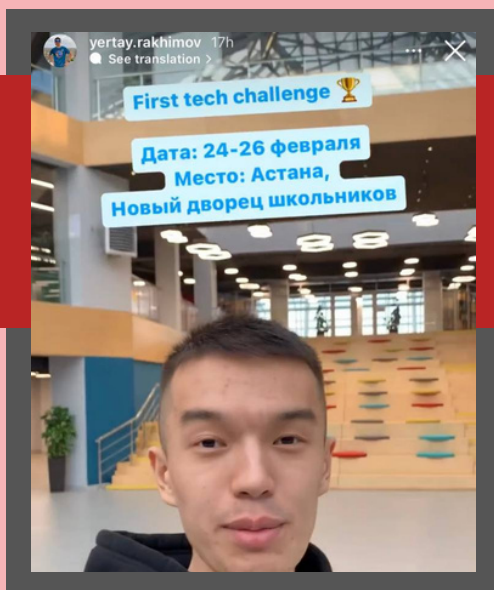 yertay.rakhimov 17h
See translation >
First tech challenge 🏆
Дата: 24-26 февраля
Место: Астана,
Новый дворец школьников